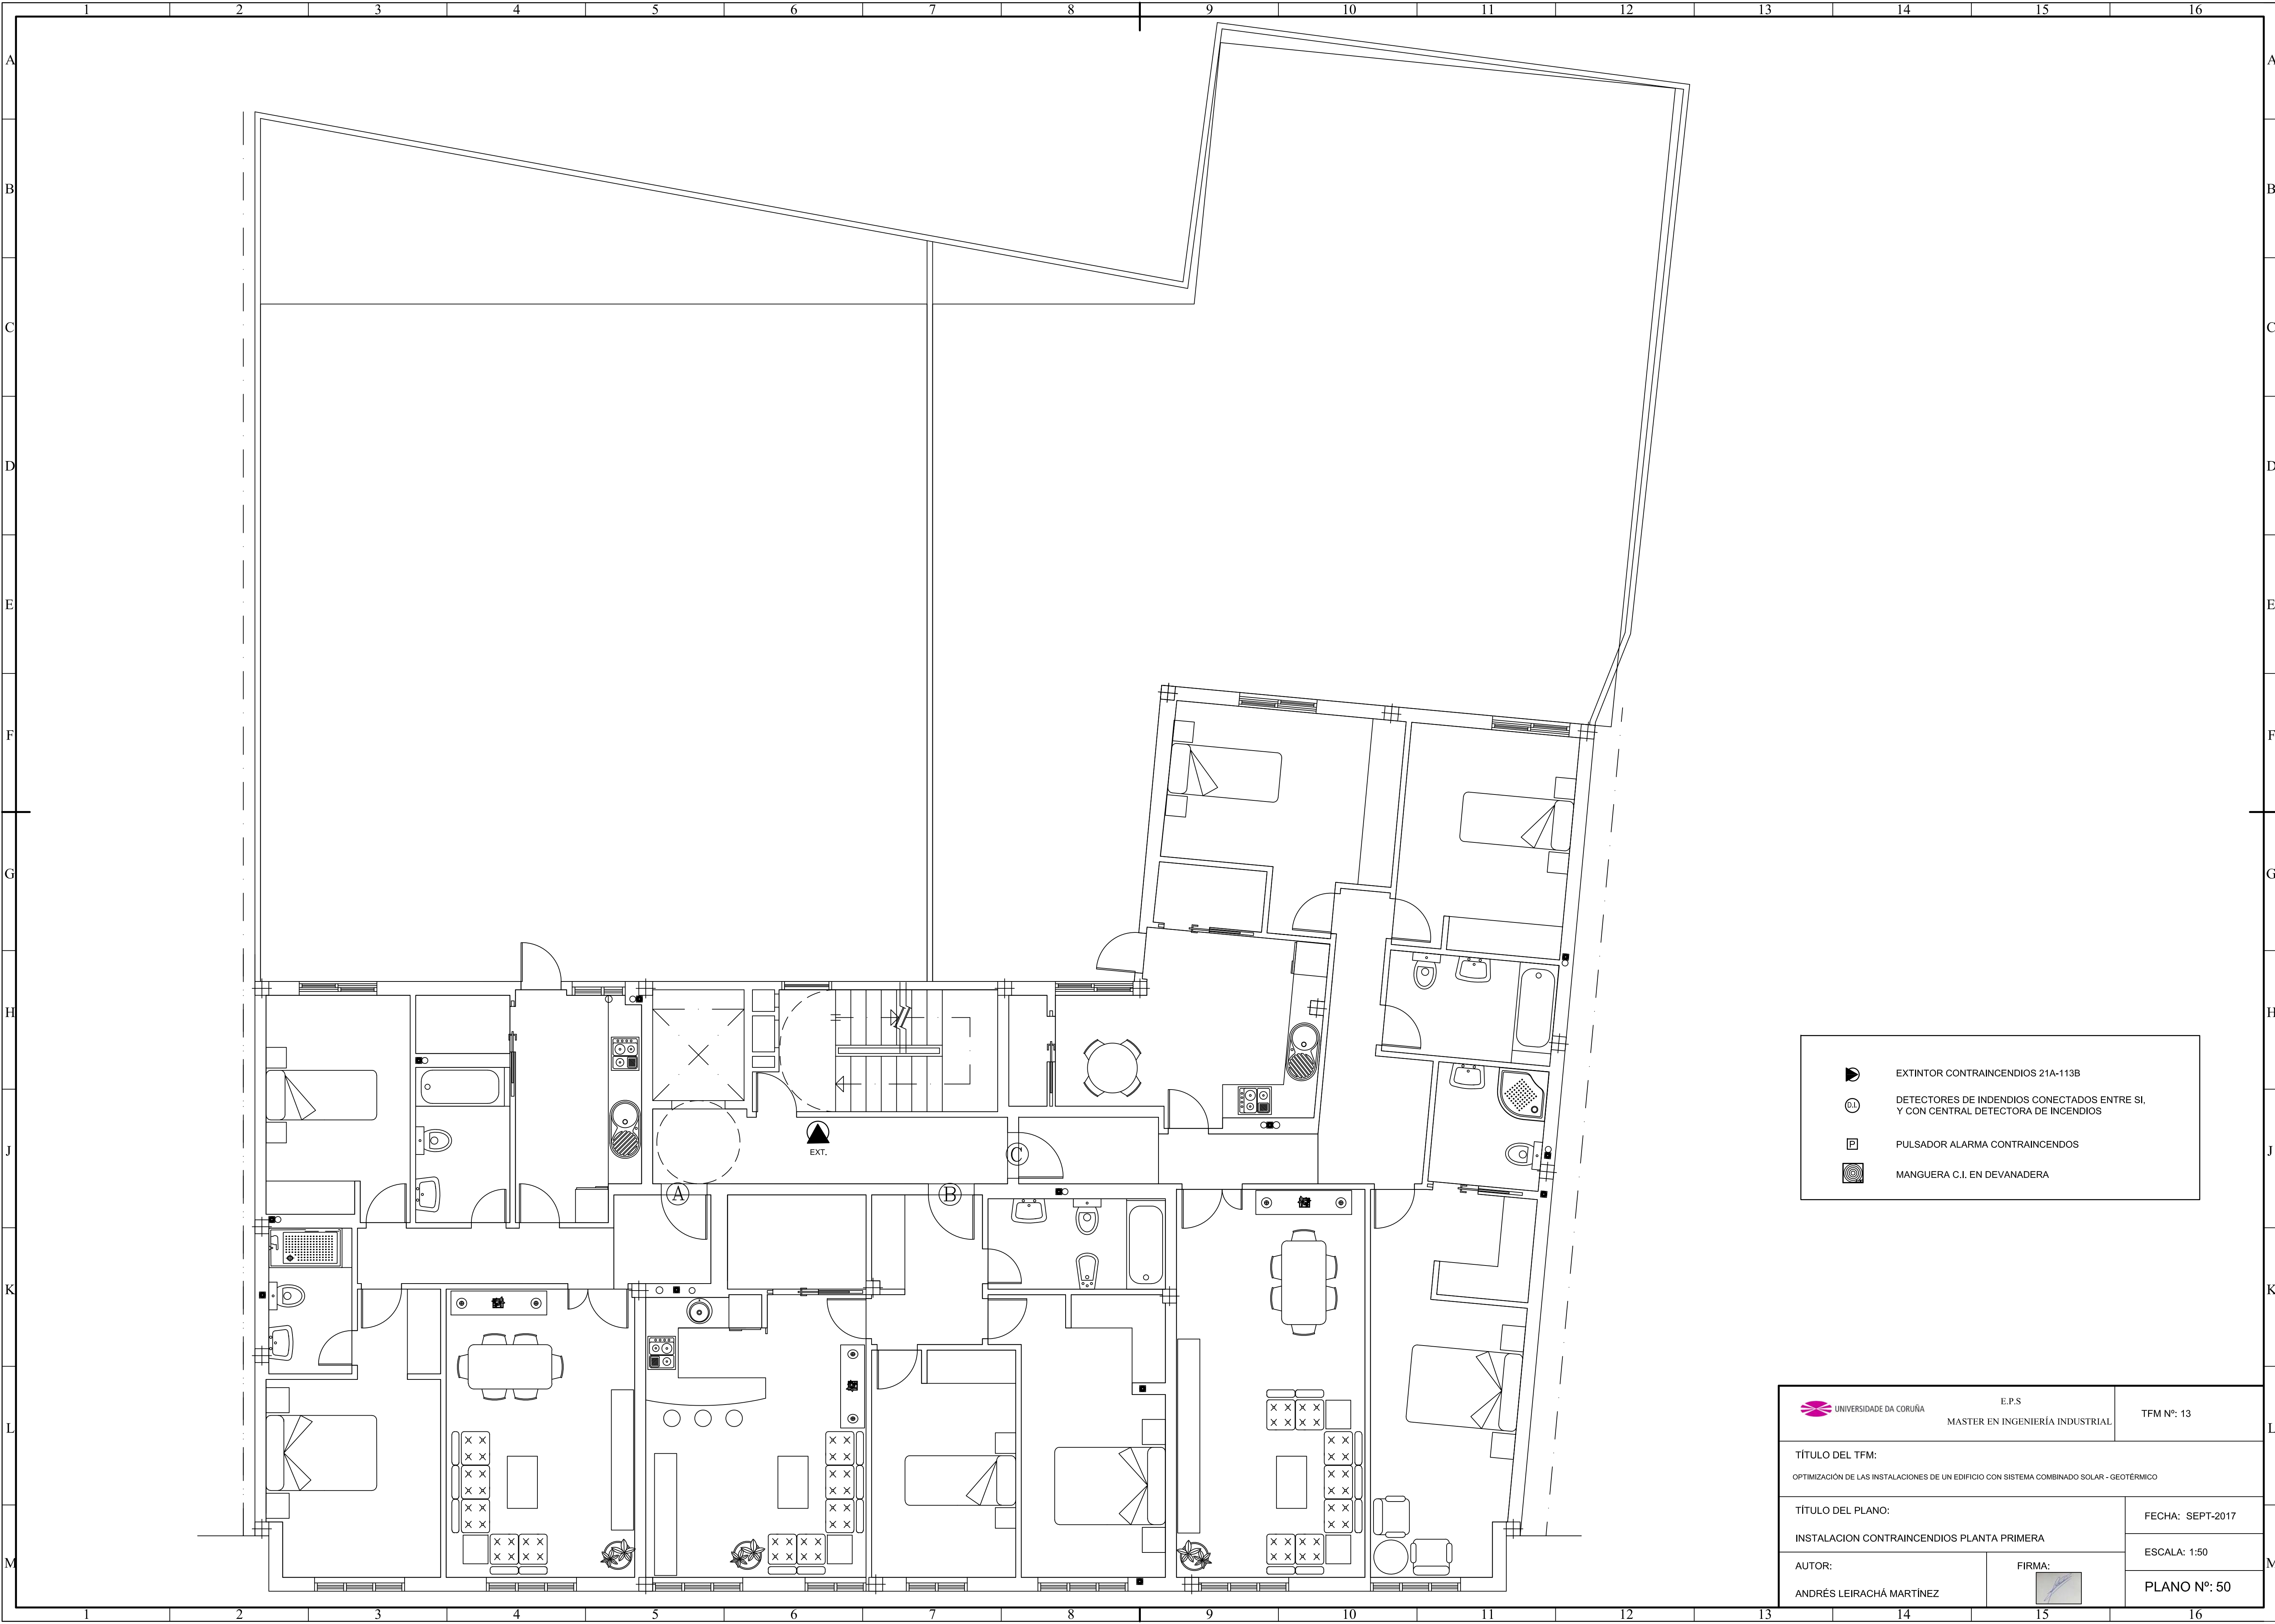 1 2 3 4 5 6 7 8 9 10 11 12 13 14 15 16
A A
B B
C C
D D
E E
F F
G G
H H
J J
K K
L L
M M
EXT.
A
B
C
EXTINTOR CONTRAINCENDIOS 21A-113B
D.I.
DETECTORES DE INDENDIOS CONECTADOS ENTRE SI,
Y CON CENTRAL DETECTORA DE INCENDIOS
P
PULSADOR ALARMA CONTRAINCENDOS
MANGUERA C.I. EN DEVANADERA
UNIVERSIDADE DA CORUÑA
E.P.S
MASTER EN INGENIERÍA INDUSTRIAL
TFM Nº: 13
TÍTULO DEL TFM:
OPTIMIZACIÓN DE LAS INSTALACIONES DE UN EDIFICIO CON SISTEMA COMBINADO SOLAR - GEOTÉRMICO
TÍTULO DEL PLANO:
INSTALACION CONTRAINCENDIOS PLANTA PRIMERA
FECHA: SEPT-2017
ESCALA: 1:50
AUTOR:
ANDRÉS LEIRACHÁ MARTÍNEZ
FIRMA:
PLANO Nº: 50
1 2 3 4 5 6 7 8 9 10 11 12 13 14 15 16